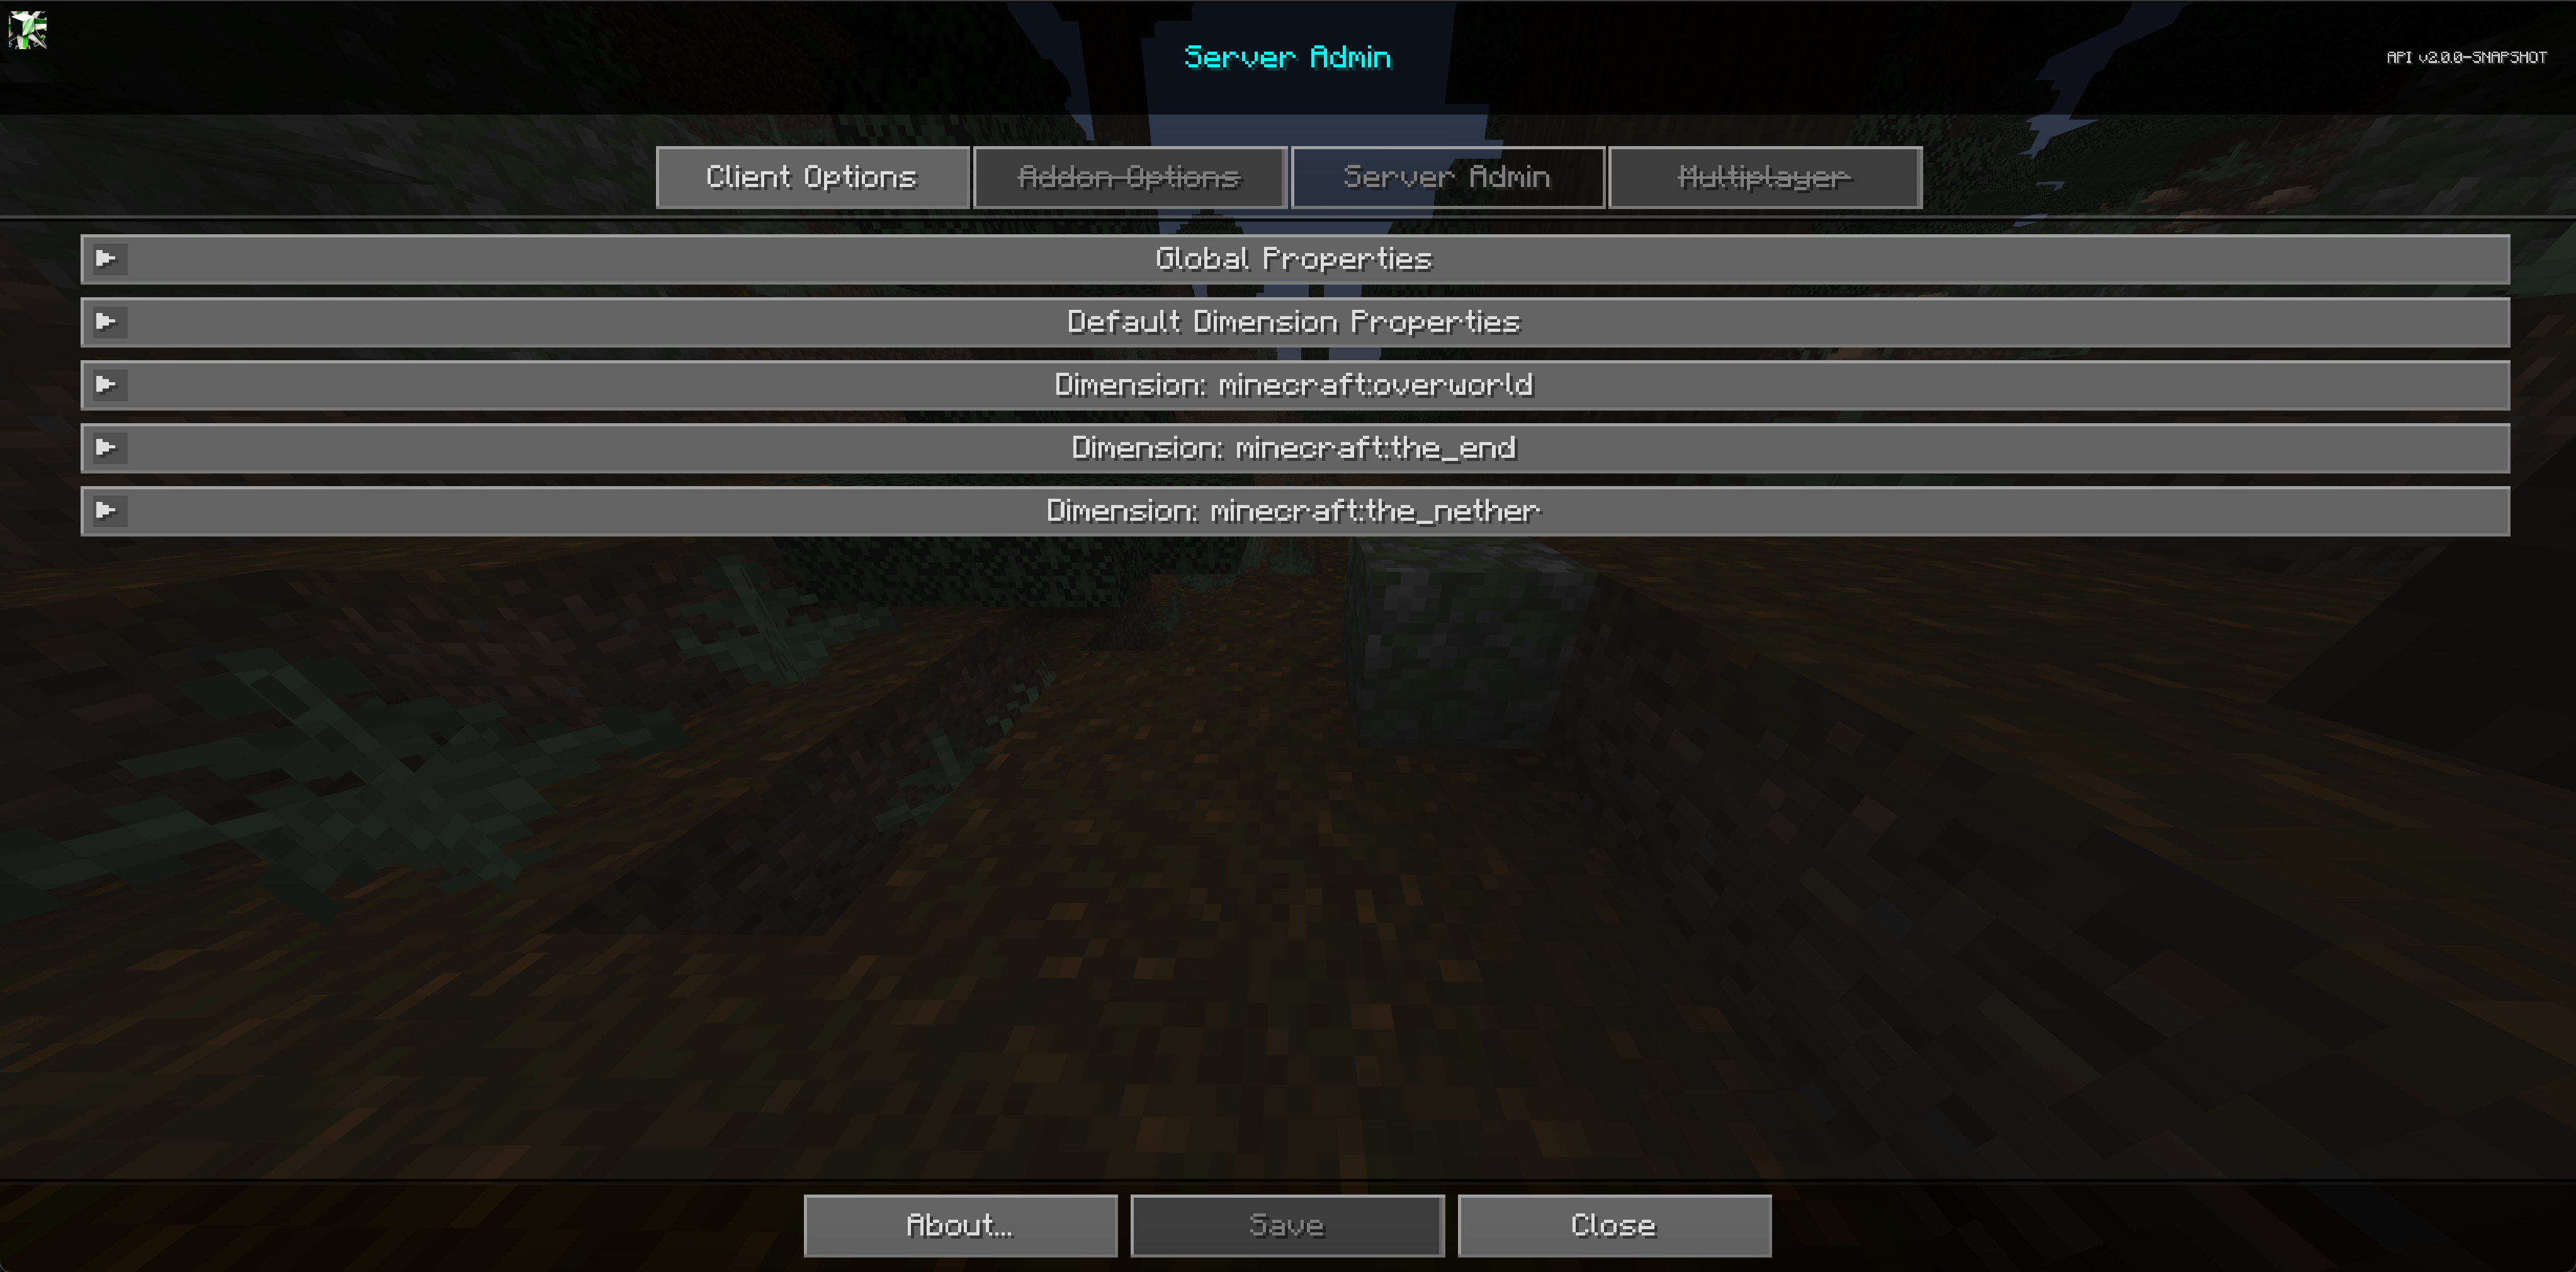 Server Admin
API v2.0.0-SNAPSHOT
Client Options
Addon Options
Server Admin
Multiplayer
Global Properties
Default Dimension Properties
Dimension: minecraft:overworld
Dimension: minecraft:the_end
Dimension: minecraft:the_nether
About...
Save
Close